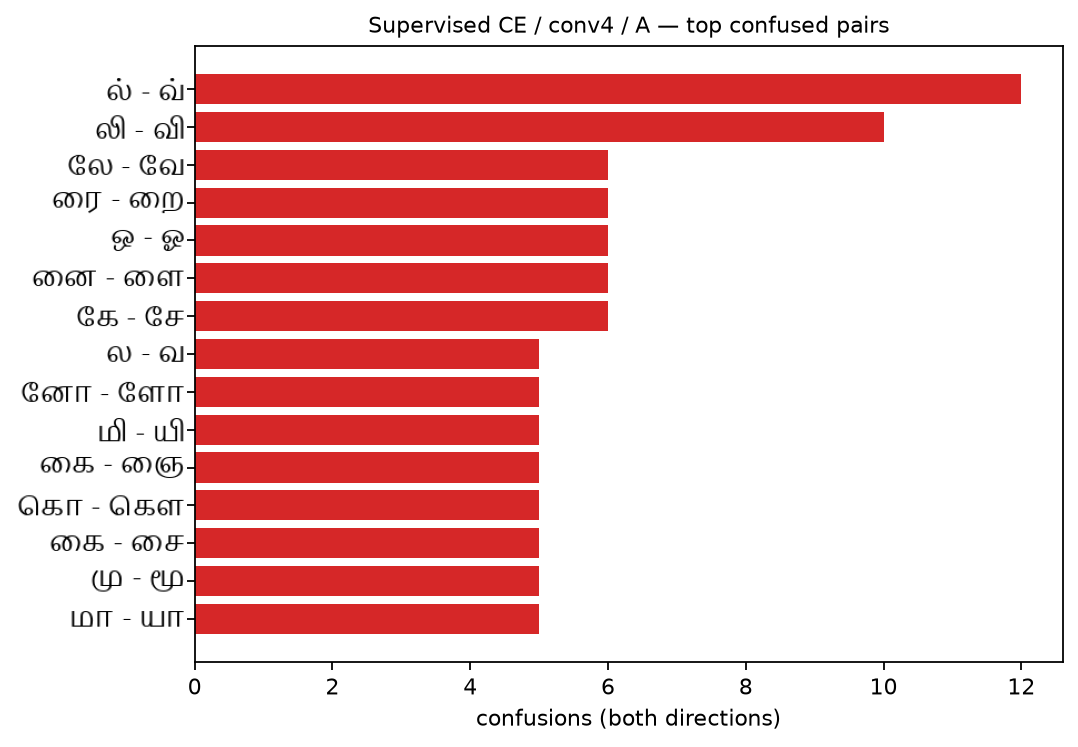 Supervised CE / conv4 / A — top confused pairs
ல் - வ்
லி - வி
லே - வே
ரை - றை
ஒ - ஓ
னை - ளை
கே - சே
ல - வ
னோ - ளோ
மி - யி
கை - ஞை
கொ - கௌ
கை - சை
மு - மூ
மா - யா
0 2 4 6 8 10 12
confusions (both directions)